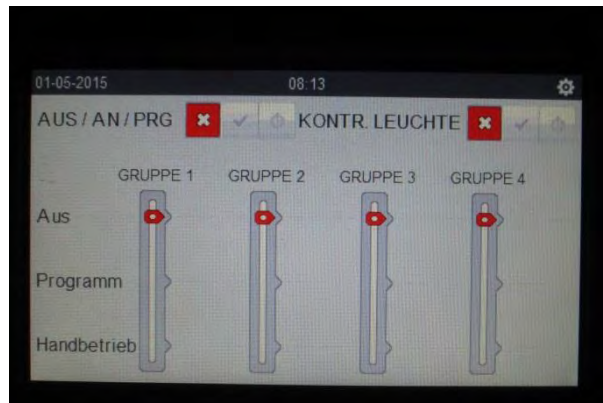 01-05-2015 08:13
AUS / AN / PRG KONTR. LEUCHTE
GRUPPE 1 GRUPPE 2 GRUPPE 3 GRUPPE 4
Aus
Programm
Handbetrieb